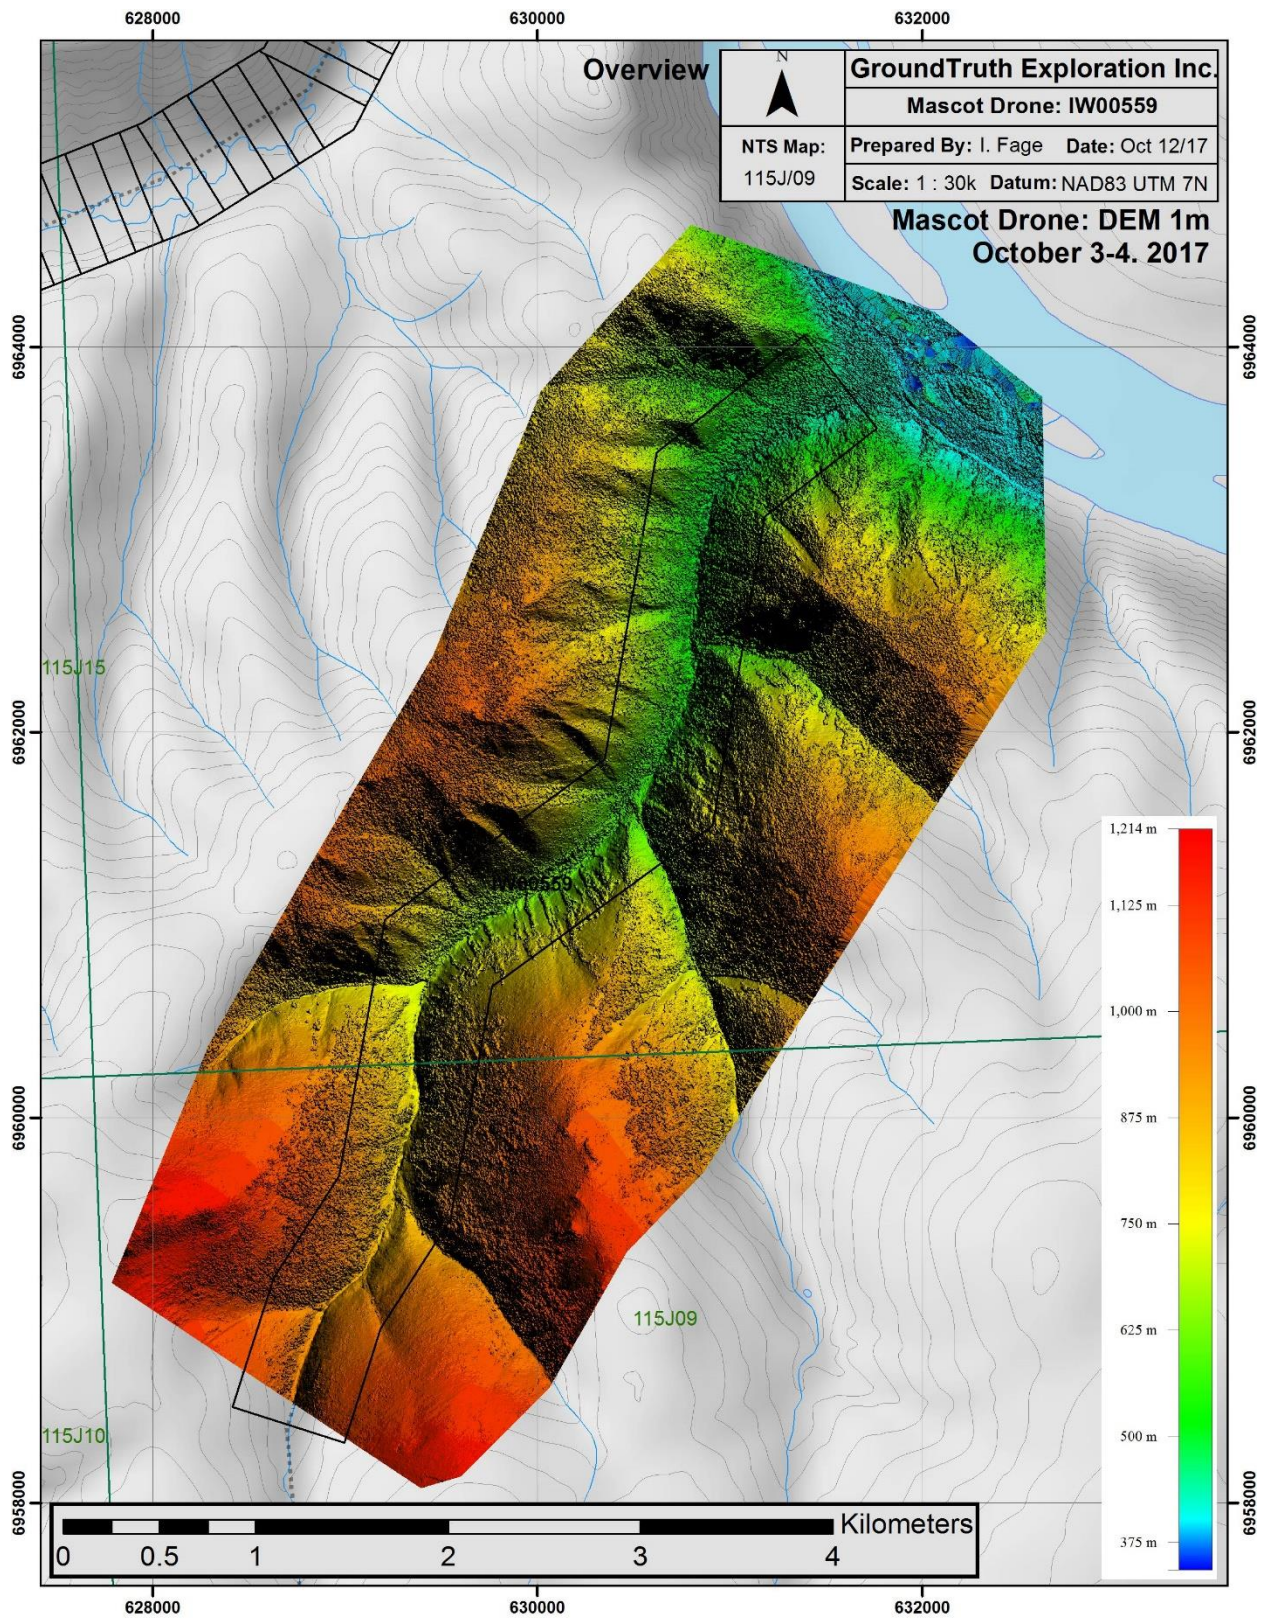 628000
630000
632000
Overview
N
GroundTruth Exploration Inc.
Mascot Drone: IW00559
NTS Map:
115J/09
Prepared By: I. Fage Date: Oct 12/17
Scale: 1 : 30k Datum: NAD83 UTM 7N
Mascot Drone: DEM 1m
October 3-4. 2017
6964000
6964000
115J15
6962000
6962000
1,214 m
IW00559
1,125 m
1,000 m
6960000
6960000
875 m
750 m
115J09
625 m
115J10
500 m
6958000
6958000
375 m
Kilometers
0 0.5 1 2 3 4
628000
630000
632000